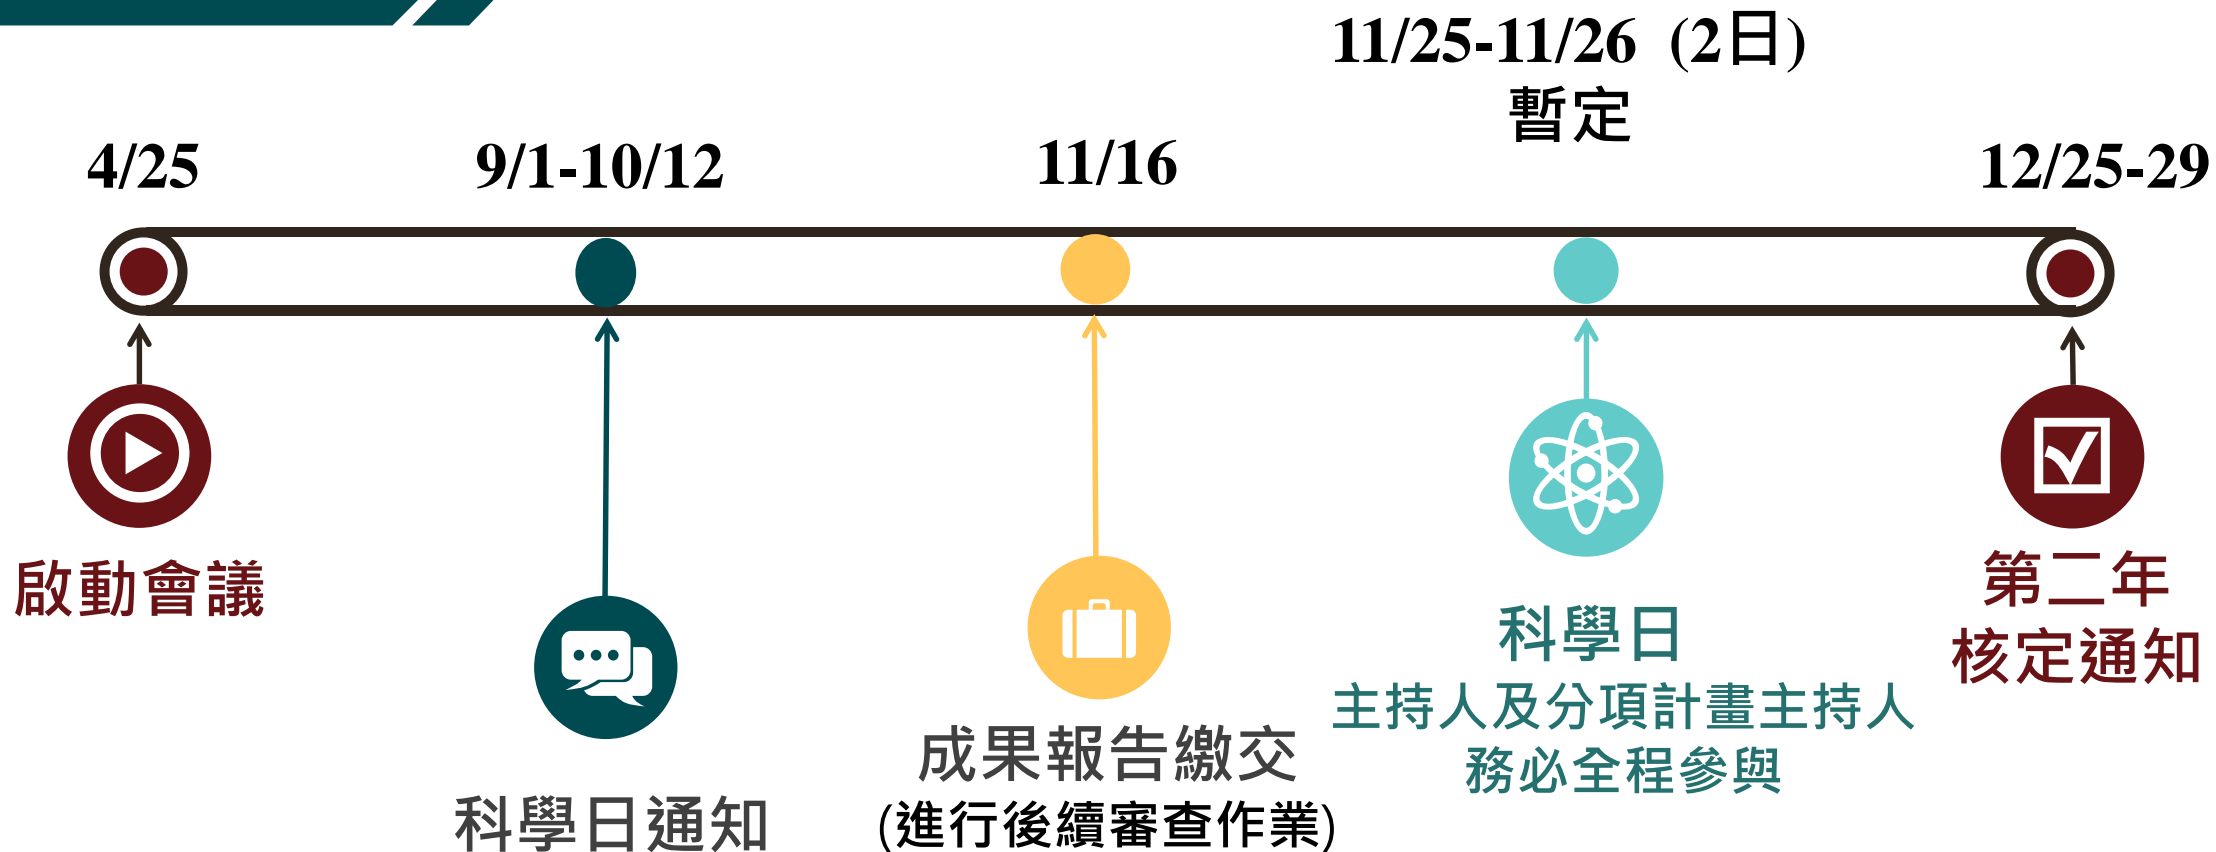 4/25
啟動會議
9/1-10/12
科學日通知
11/16
成果報告繳交
(進行後續審查作業)
11/25-11/26 (2日)
暫定
科學日
主持人及分項計畫主持人
務必全程參與
12/25-29
第二年
核定通知